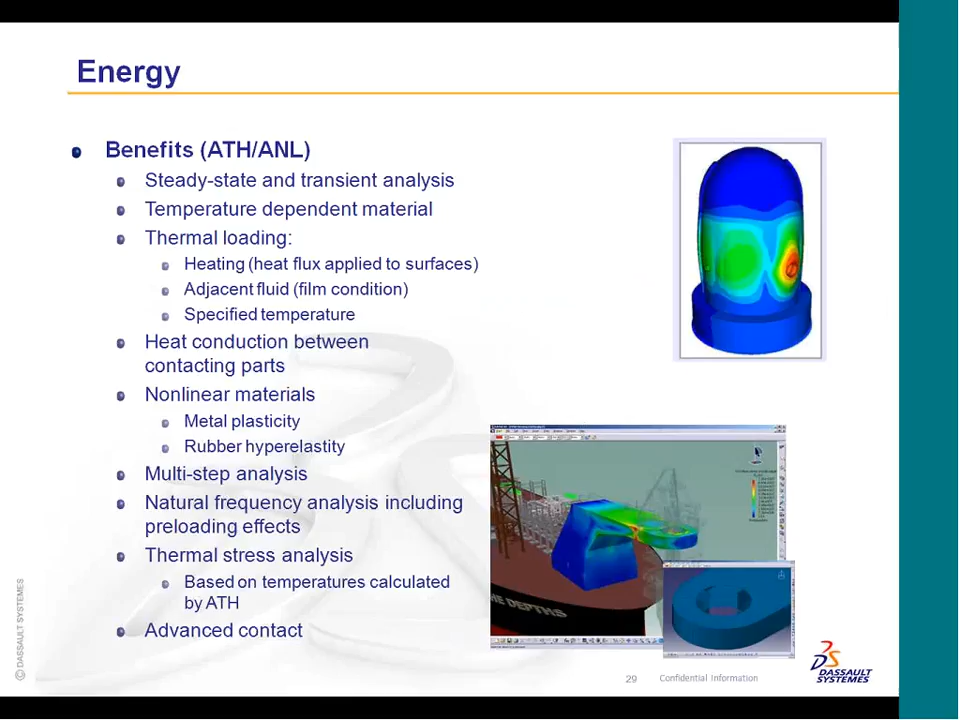 Energy
Benefits (ATH/ANL)
Steady-state and transient analysis
Temperature dependent material
Thermal loading:
Heating (heat flux applied to surfaces)
Adjacent fluid (film condition)
Specified temperature
Heat conduction between
contacting parts
Nonlinear materials
Metal plasticity
Rubber hyperelastity
Multi-step analysis
Natural frequency analysis including
preloading effects
Thermal stress analysis
Based on temperatures calculated
by ATH
Advanced contact
HE DEPTHS
© DASSAULT SYSTEMES
29
Confidential Information
DASSAULT
SYSTEMES